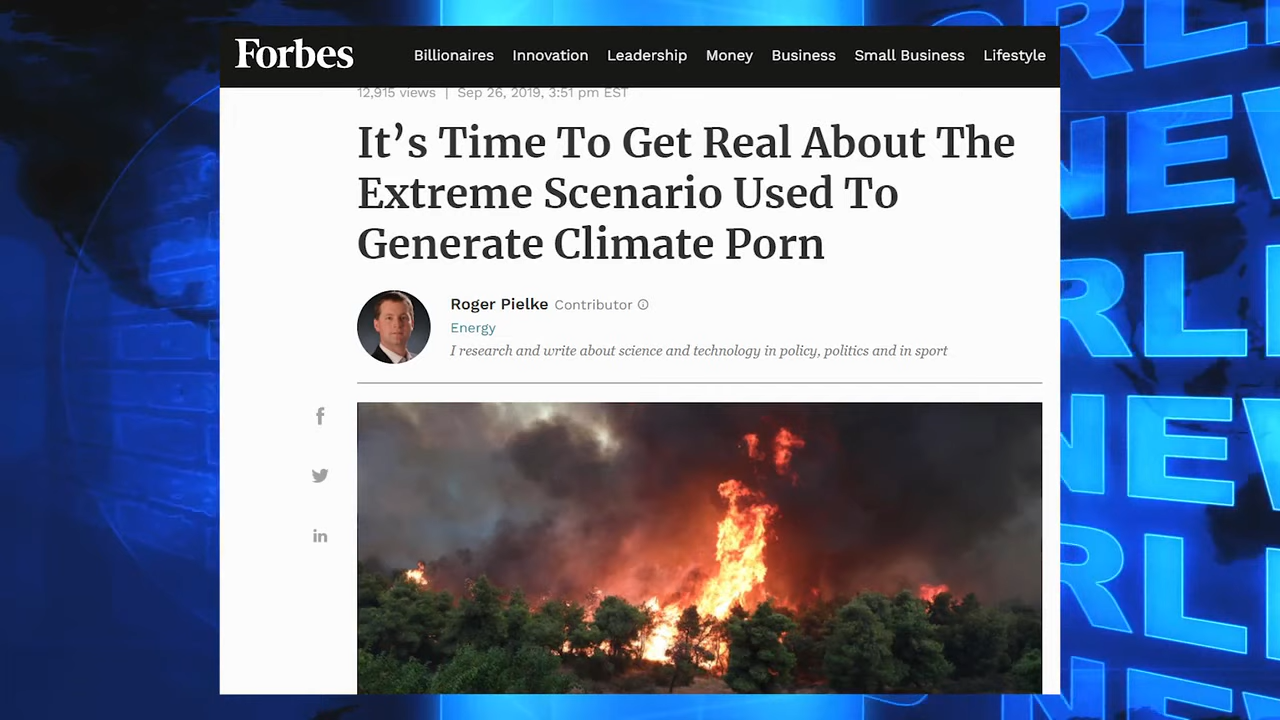 Forbes
Billionaires Innovation Leadership Money Business Small Business Lifestyle
12,915 views | Sep 26, 2019, 3:51 pm EST
It’s Time To Get Real About The
Extreme Scenario Used To
Generate Climate Porn
Roger Pielke Contributor
Energy
I research and write about science and technology in policy, politics and in sport
f
in